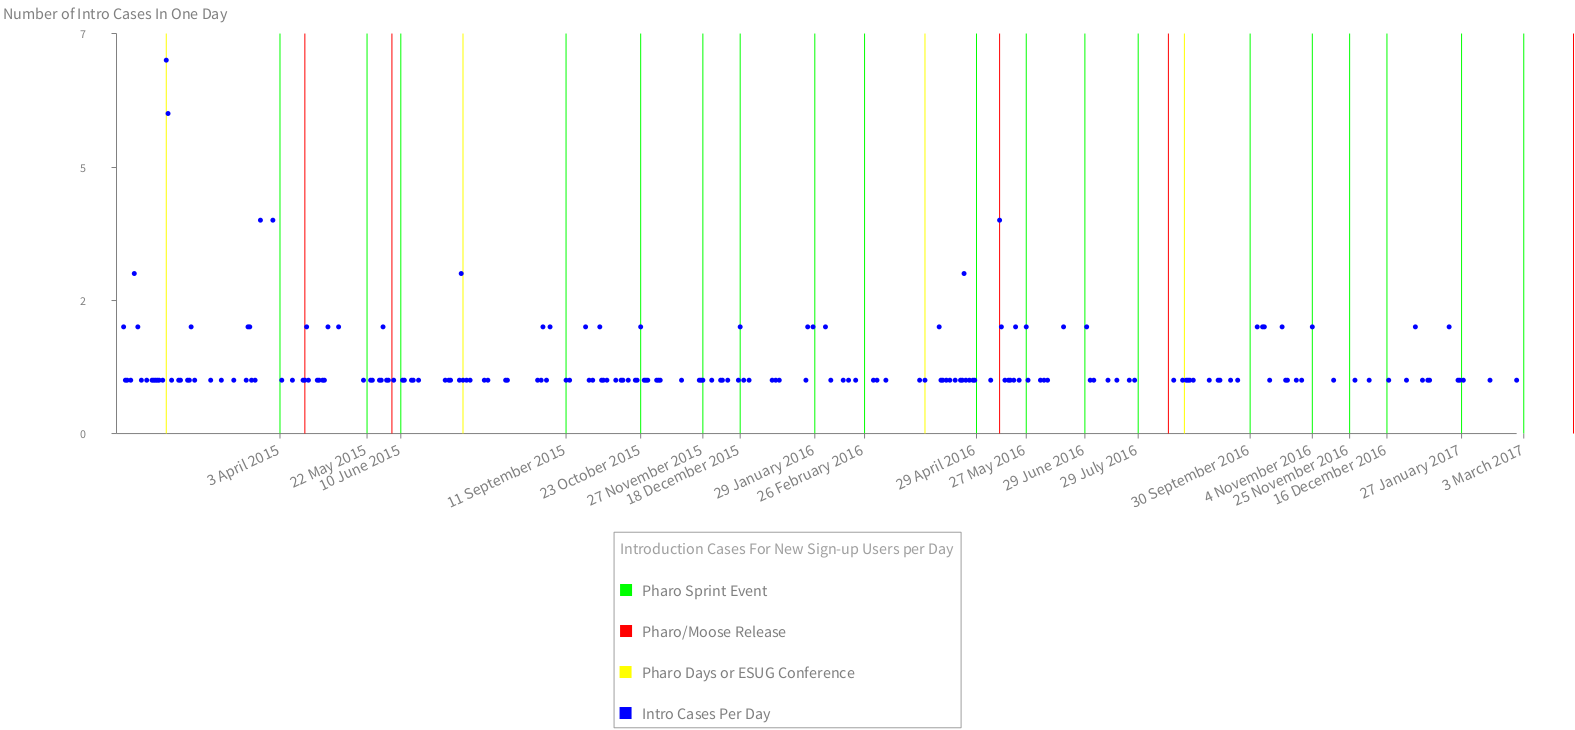 Number of Intro Cases In One Day
7
5
2
0
3 April 2015
22 May 2015
10 June 2015
11 September 2015
23 October 2015
27 November 2015
18 December 2015
29 January 2016
26 February 2016
29 April 2016
27 May 2016
29 June 2016
29 July 2016
30 September 2016
4 November 2016
25 November 2016
16 December 2016
27 January 2017
3 March 2017
Introduction Cases For New Sign-up Users per Day
Pharo Sprint Event
Pharo/Moose Release
Pharo Days or ESUG Conference
Intro Cases Per Day